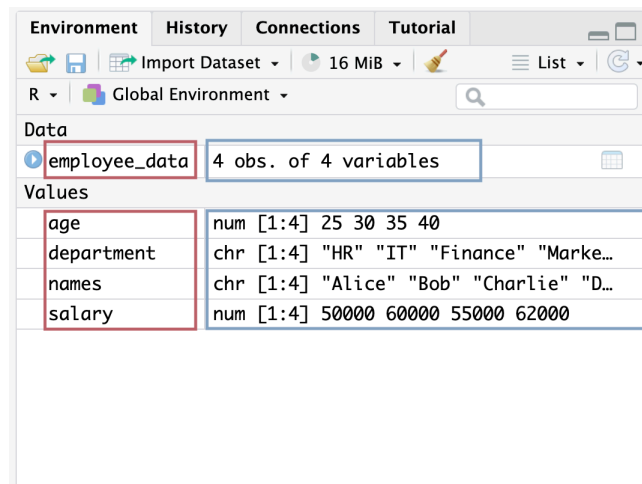 Environment History Connections Tutorial
Import Dataset 16 MiB List
R Global Environment
Data
employee_data 4 obs. of 4 variables
Values
age num [1:4] 25 30 35 40
department chr [1:4] "HR" "IT" "Finance" "Marke…
names chr [1:4] "Alice" "Bob" "Charlie" "D…
salary num [1:4] 50000 60000 55000 62000